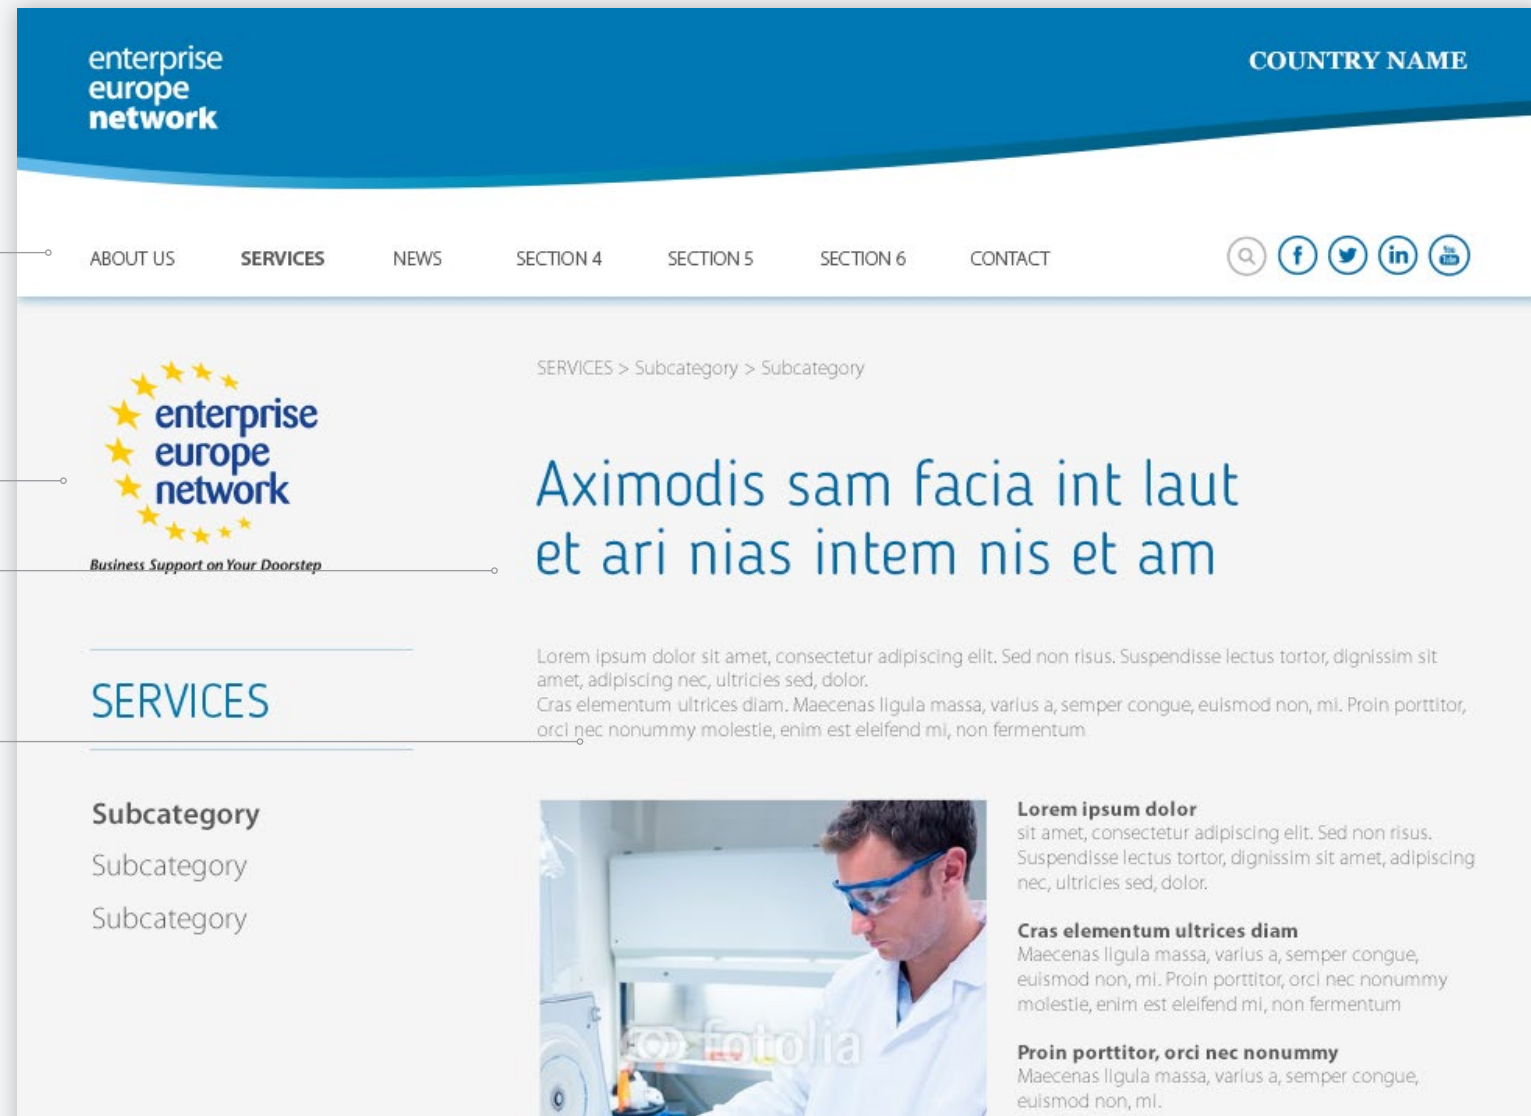 enterprise
europe
network
COUNTRY NAME
ABOUT US SERVICES NEWS SECTION 4 SECTION 5 SECTION 6 CONTACT
f in You Tube
enterprise
europe
network
Business Support on Your Doorstep
SERVICES
Subcategory
Subcategory
Subcategory
SERVICES > Subcategory > Subcategory
Aximodis sam facia int laut
et ari nias intem nis et am
Lorem ipsum dolor sit amet, consectetur adipiscing elit. Sed non risus. Suspendisse lectus tortor, dignissim sit
amet, adipiscing nec, ultricies sed, dolor.
Cras elementum ultrices diam. Maecenas ligula massa, varius a, semper congue, euismod non, mi. Proin porttitor,
orci nec nonummy molestie, enim est eleifend mi, non fermentum
fotolia
Lorem ipsum dolor
sit amet, consectetur adipiscing elit. Sed non risus.
Suspendisse lectus tortor, dignissim sit amet, adipiscing
nec, ultricies sed, dolor.
Cras elementum ultrices diam
Maecenas ligula massa, varius a, semper congue,
euismod non, mi. Proin porttitor, orci nec nonummy
molestie, enim est eleifend mi, non fermentum
Proin porttitor, orci nec nonummy
Maecenas ligula massa, varius a, semper congue,
euismod non, mi.